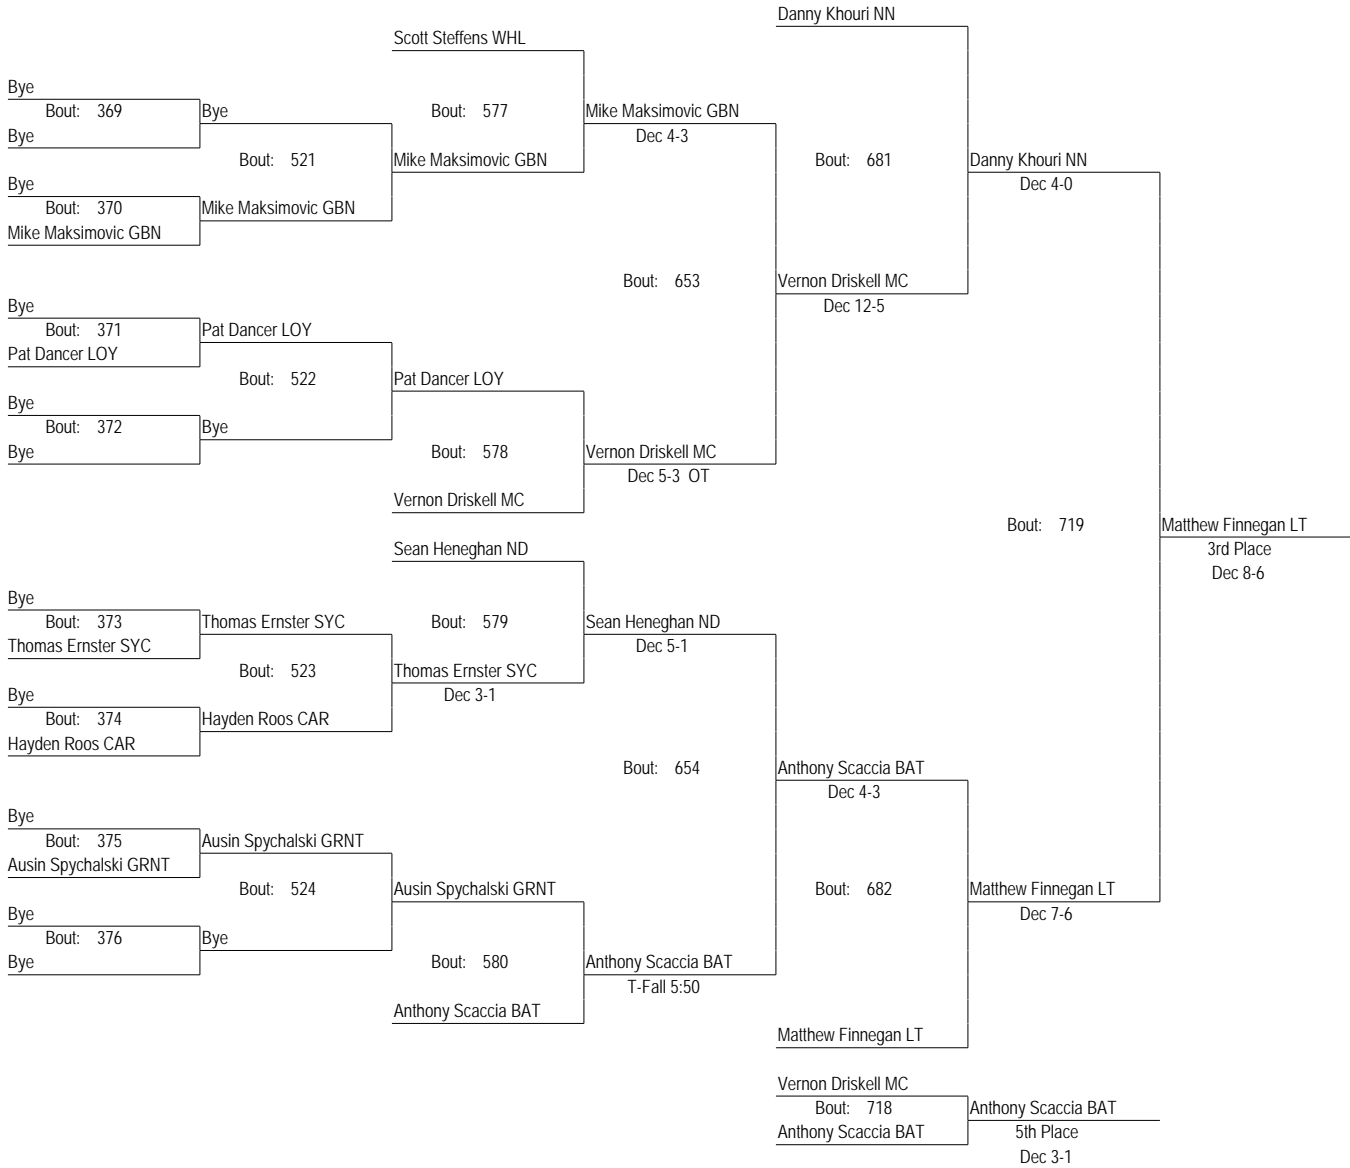 Danny Khouri NN
Scott Steffens WHL
Bye
Bout: 369
Bye
Bout: 577
Mike Maksimovic GBN
Bye
Dec 4-3
Bout: 521
Mike Maksimovic GBN
Bout: 681
Danny Khouri NN
Bye
Dec 4-0
Bout: 370
Mike Maksimovic GBN
Mike Maksimovic GBN
Bout: 653
Vernon Driskell MC
Bye
Dec 12-5
Bout: 371
Pat Dancer LOY
Pat Dancer LOY
Bout: 522
Pat Dancer LOY
Bye
Bout: 372
Bye
Bye
Bout: 578
Vernon Driskell MC
Dec 5-3 OT
Vernon Driskell MC
Bout: 719
Matthew Finnegan LT
Sean Heneghan ND
3rd Place
Dec 8-6
Bye
Bout: 373
Thomas Ernster SYC
Bout: 579
Sean Heneghan ND
Thomas Ernster SYC
Dec 5-1
Bout: 523
Thomas Ernster SYC
Bye
Dec 3-1
Bout: 374
Hayden Roos CAR
Hayden Roos CAR
Bout: 654
Anthony Scaccia BAT
Dec 4-3
Bye
Bout: 375
Ausin Spychalski GRNT
Ausin Spychalski GRNT
Bout: 524
Ausin Spychalski GRNT
Bout: 682
Matthew Finnegan LT
Bye
Dec 7-6
Bout: 376
Bye
Bye
Bout: 580
Anthony Scaccia BAT
T-Fall 5:50
Anthony Scaccia BAT
Matthew Finnegan LT
Vernon Driskell MC
Bout: 718
Anthony Scaccia BAT
Anthony Scaccia BAT
5th Place
Dec 3-1